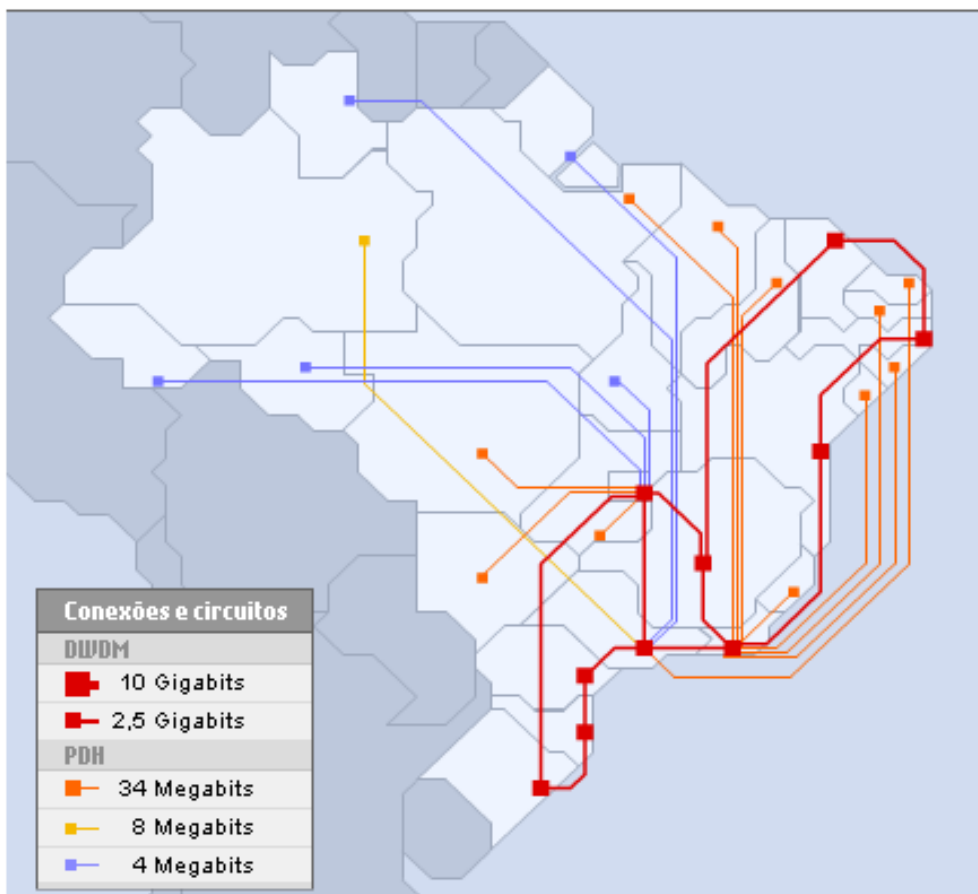 Conexões e circuitos
DWDM
10 Gigabits
2,5 Gigabits
PDH
34 Megabits
8 Megabits
4 Megabits